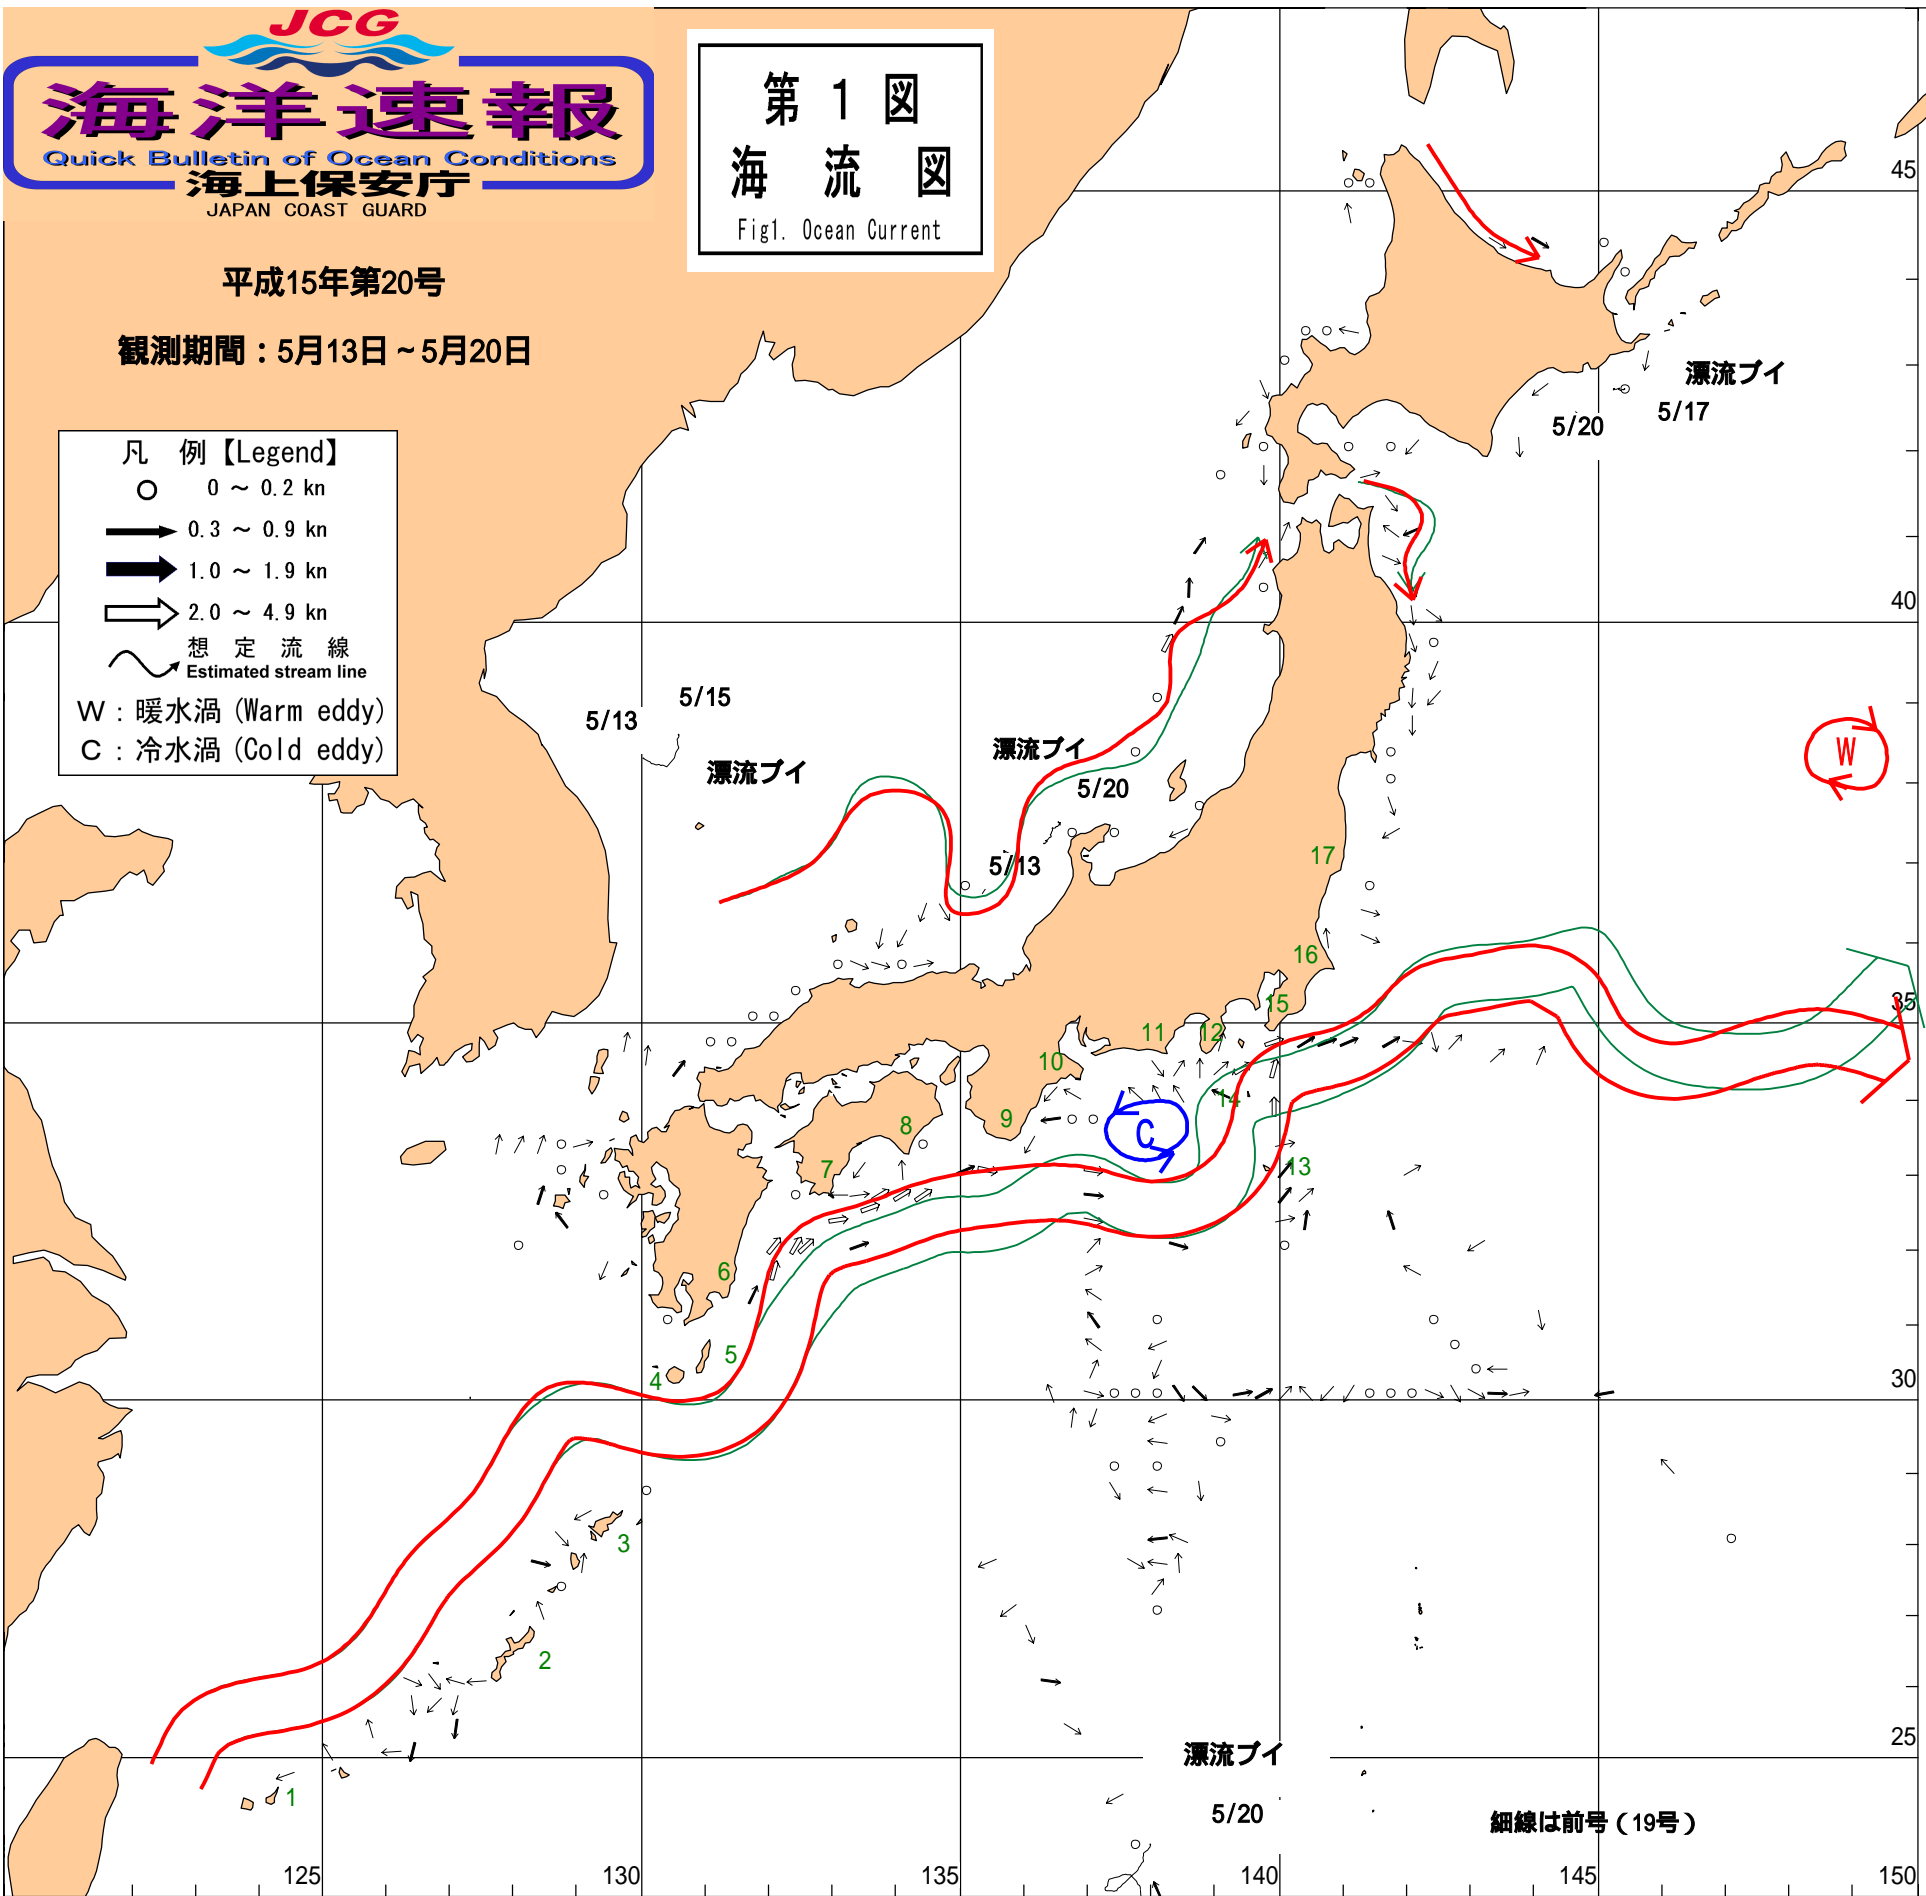 JCG
海洋速報
Quick Bulletin of Ocean Conditions
海上保安庁
JAPAN COAST GUARD
第 1 図
海 流 図
Fig1. Ocean Current
平成15年第20号
観測期間：5月13日～5月20日
凡 例【Legend】
0 ～ 0.2 kn
0.3 ～ 0.9 kn
1.0 ～ 1.9 kn
2.0 ～ 4.9 kn
想 定 流 線
Estimated stream line
W：暖水渦 (Warm eddy)
C：冷水渦 (Cold eddy)
45
漂流ブイ
5/17
5/20
40
5/15
5/13
漂流ブイ
漂流ブイ
5/20
5/13
W
17
16
15
35
11
12
10
14
9
8
C
7
13
6
5
4
30
3
2
25
漂流ブイ
1
5/20
細線は前号（19号）
125
130
135
140
145
150